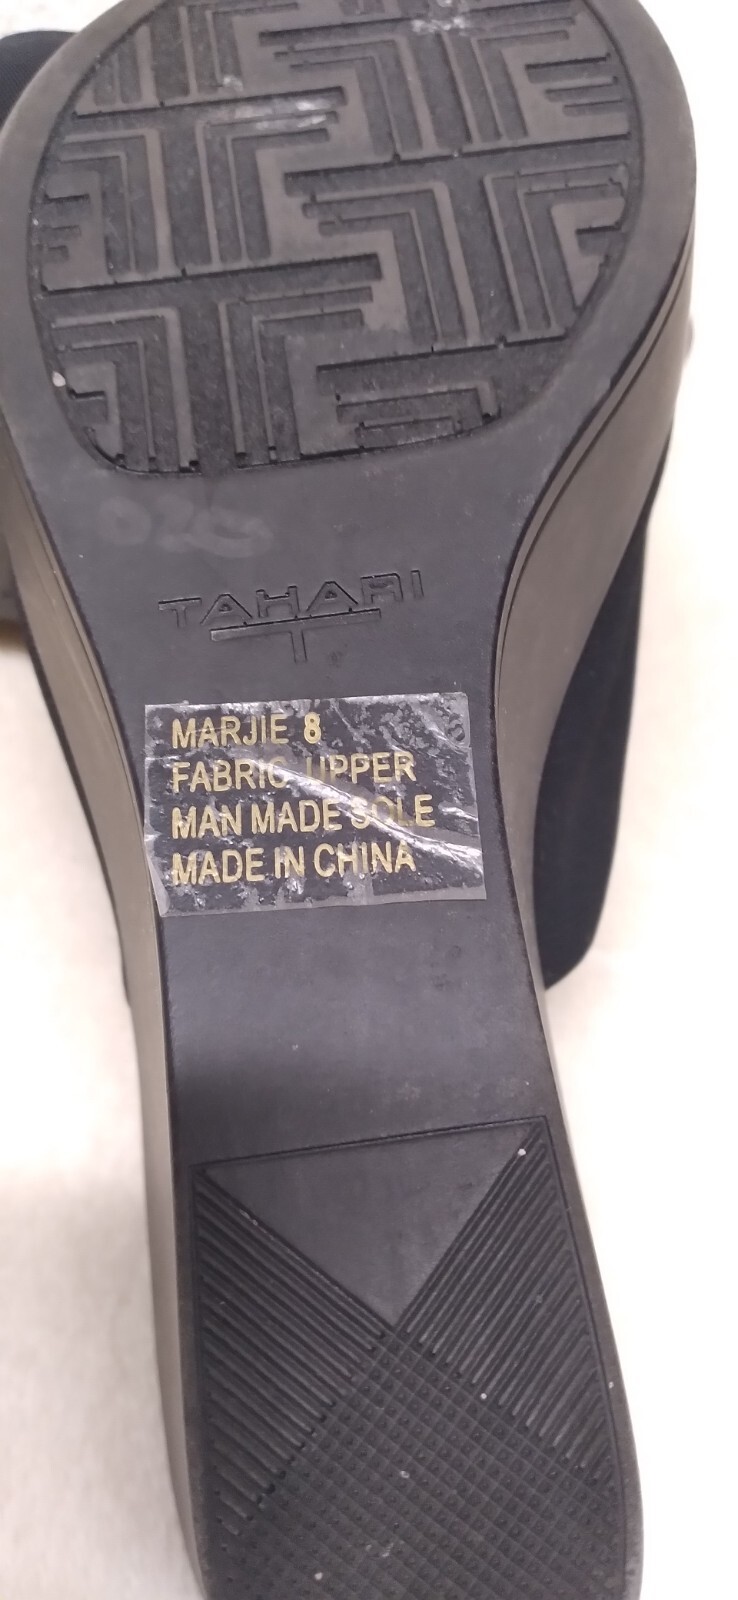 TAHARI
T
MARJIE 8
FABRIC UPPER
MAN MADE SOLE
MADE IN CHINA